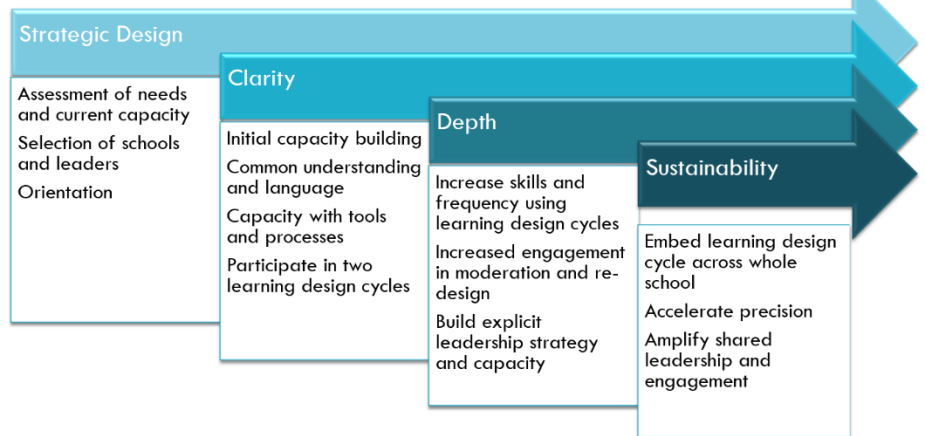 Strategic Design
Assessment of needs
and current capacity
Selection of schools
and leaders
Orientation
Clarity
Initial capacity building
Common understanding
and language
Capacity with tools
and processes
Participate in two
learning design cycles
Depth
Increase skills and
frequency using
learning design cycles
Increased engagement
in moderation and re-
design
Build explicit
leadership strategy
and capacity
Sustainability
Embed learning design
cycle across whole
school
Accelerate precision
Amplify shared
leadership and
engagement